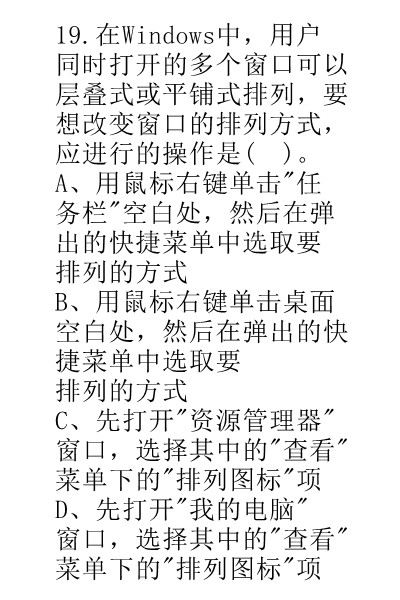 19.在Windows中，用户
同时打开的多个窗口可以
层叠式或平铺式排列，要
想改变窗口的排列方式，
应进行的操作是(  )。
A、用鼠标右键单击"任
务栏"空白处，然后在弹
出的快捷菜单中选取要
排列的方式
B、用鼠标右键单击桌面
空白处，然后在弹出的快
捷菜单中选取要
排列的方式
C、先打开"资源管理器"
窗口，选择其中的"查看"
菜单下的"排列图标"项
D、先打开"我的电脑"
窗口，选择其中的"查看"
菜单下的"排列图标"项